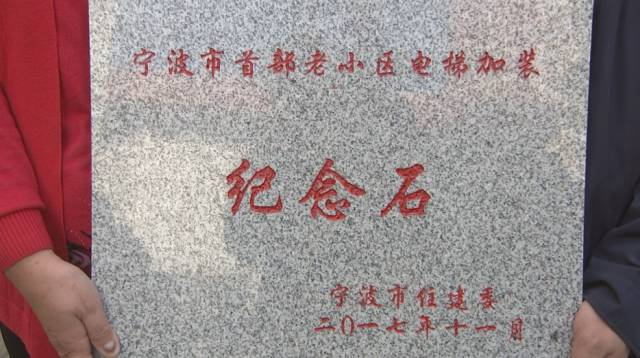 宁波市首部老小区电梯加装
纪念石
宁波市住建委
二〇一七年十一月